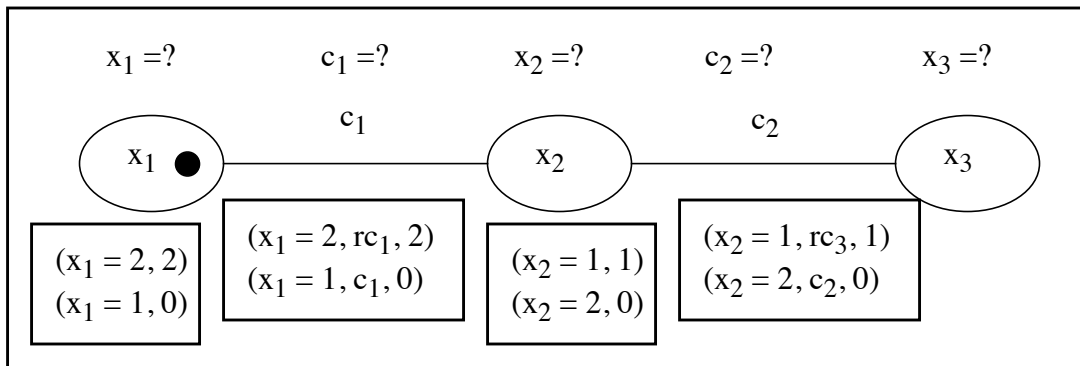 x₁ =? c₁ =? x₂ =? c₂ =? x₃ =?
c₁ c₂
x₁ x₂ x₃
(x₁ = 2, 2)
(x₁ = 1, 0)
(x₁ = 2, rc₁, 2)
(x₁ = 1, c₁, 0)
(x₂ = 1, 1)
(x₂ = 2, 0)
(x₂ = 1, rc₃, 1)
(x₂ = 2, c₂, 0)